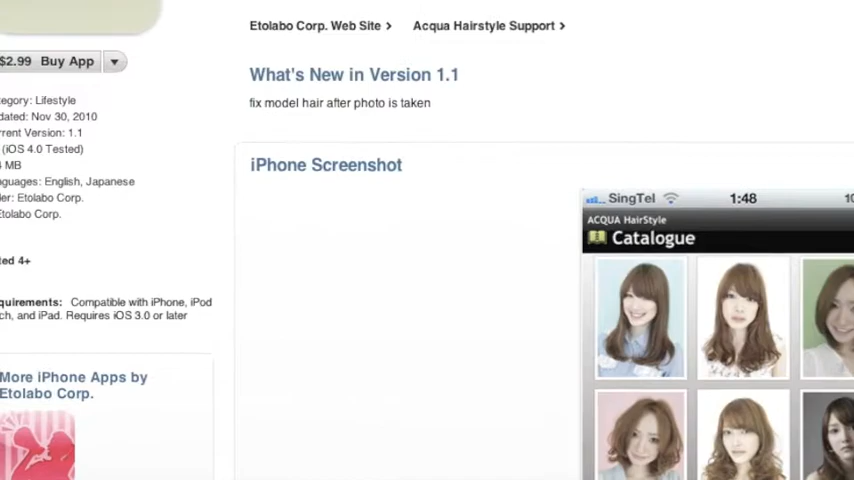 Etolabo Corp. Web Site
Acqua Hairstyle Support
$2.99 Buy App
What's New in Version 1.1
fix model hair after photo is taken
tegory: Lifestyle
dated: Nov 30, 2010
rrent Version: 1.1
(iOS 4.0 Tested)
MB
nguages: English, Japanese
ler: Etolabo Corp.
Etolabo Corp.
ted 4+
quirements: Compatible with iPhone, iPod
ch, and iPad. Requires iOS 3.0 or later
More iPhone Apps by
Etolabo Corp.
iPhone Screenshot
SingTel 1:48 10
ACQUA HairStyle
Catalogue